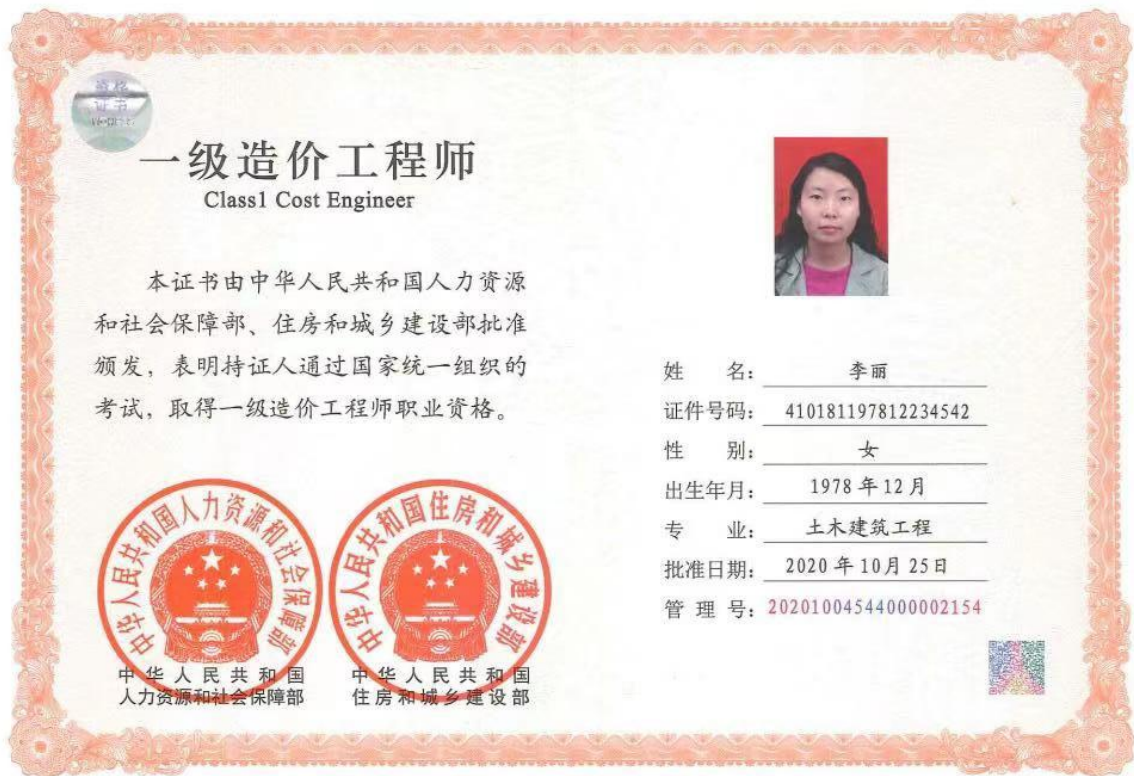 资格
证书
一级造价工程师
Class1 Cost Engineer
本证书由中华人民共和国人力资源
和社会保障部、住房和城乡建设部批准
颁发，表明持证人通过国家统一组织的
考试，取得一级造价工程师职业资格。
中华人民共和国人力资源和社会保障部
中华人民共和国
人力资源和社会保障部
中华人民共和国住房和城乡建设部
中华人民共和国
住房和城乡建设部
姓名：李丽
证件号码：410181197812234542
性别：女
出生年月：1978年12月
专业：土木建筑工程
批准日期：2020年10月25日
管理号：20201004544000002154